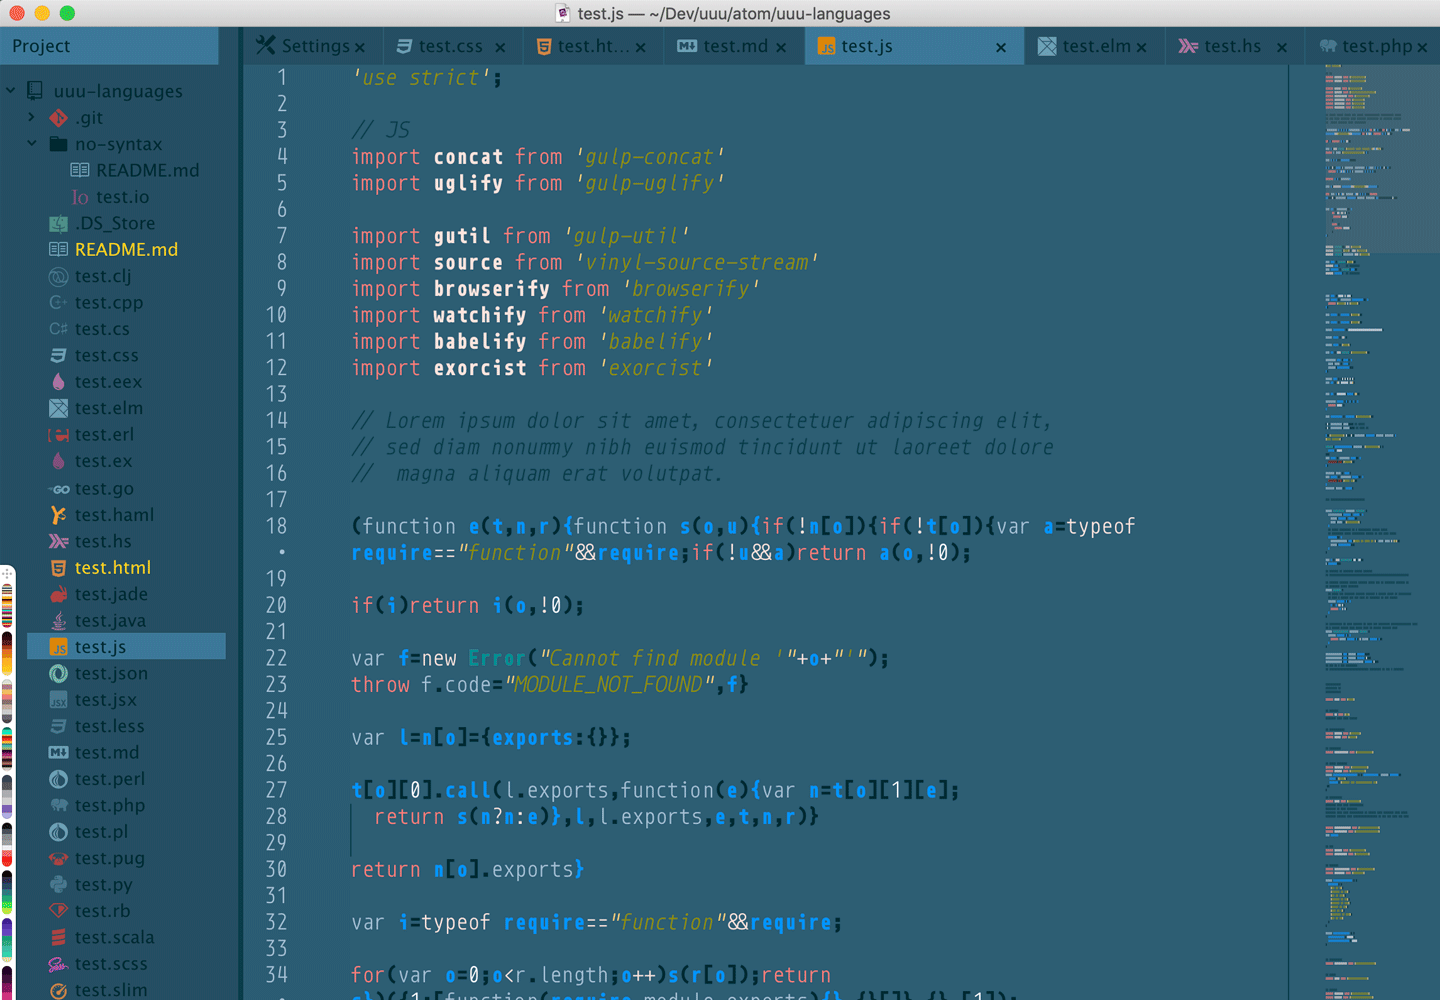 test.js — ~/Dev/uuu/atom/uuu-languages
Project
Settings
test.css
test.ht...
test.md
test.js
test.elm
test.hs
test.php
uuu-languages
.git
no-syntax
README.md
Io test.io
.DS_Store
README.md
test.clj
test.cpp
test.cs
test.css
test.eex
test.elm
test.erl
test.ex
test.go
test.haml
test.hs
test.html
test.jade
test.java
test.js
test.json
test.jsx
test.less
test.md
test.perl
test.php
test.pl
test.pug
test.py
test.rb
test.scala
test.scss
test.slim
1 'use strict';
2
3 // JS
4 import concat from 'gulp-concat'
5 import uglify from 'gulp-uglify'
6
7 import gutil from 'gulp-util'
8 import source from 'vinyl-source-stream'
9 import browserify from 'browserify'
10 import watchify from 'watchify'
11 import babelify from 'babelify'
12 import exorcist from 'exorcist'
13
14 // Lorem ipsum dolor sit amet, consectetuer adipiscing elit,
15 // sed diam nonummy nibh euismod tincidunt ut laoreet dolore
16 //  magna aliquam erat volutpat.
17
18 (function e(t,n,r){function s(o,u){if(!n[o]){if(!t[o]){var a=typeof
• require=="function"&&require;if(!u&&a)return a(o,!0);
19
20 if(i)return i(o,!0);
21
22 var f=new Error("Cannot find module '"+o+"'");
23 throw f.code="MODULE_NOT_FOUND",f}
24
25 var l=n[o]={exports:{}};
26
27 t[o][0].call(l.exports,function(e){var n=t[o][1][e];
28   return s(n?n:e)},l,l.exports,e,t,n,r)}
29
30 return n[o].exports}
31
32 var i=typeof require=="function"&&require;
33
34 for(var o=0;o<r.length;o++)s(r[o]);return
• s})({1:[function(require,module,exports){},{}],{},[1]);